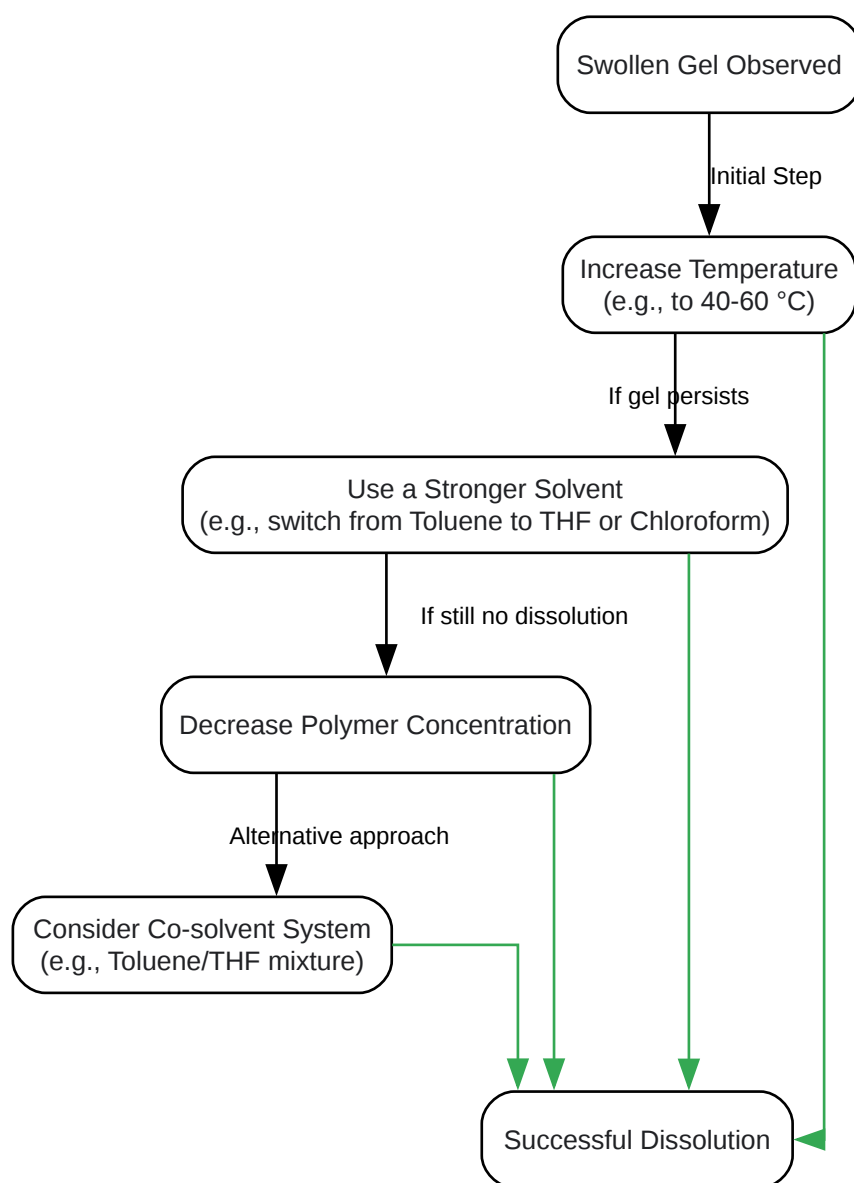 Swollen Gel Observed
Initial Step
Increase Temperature
(e.g., to 40-60 °C)
If gel persists
Use a Stronger Solvent
(e.g., switch from Toluene to THF or Chloroform)
If still no dissolution
Decrease Polymer Concentration
Alternative approach
Consider Co-solvent System
(e.g., Toluene/THF mixture)
Successful Dissolution